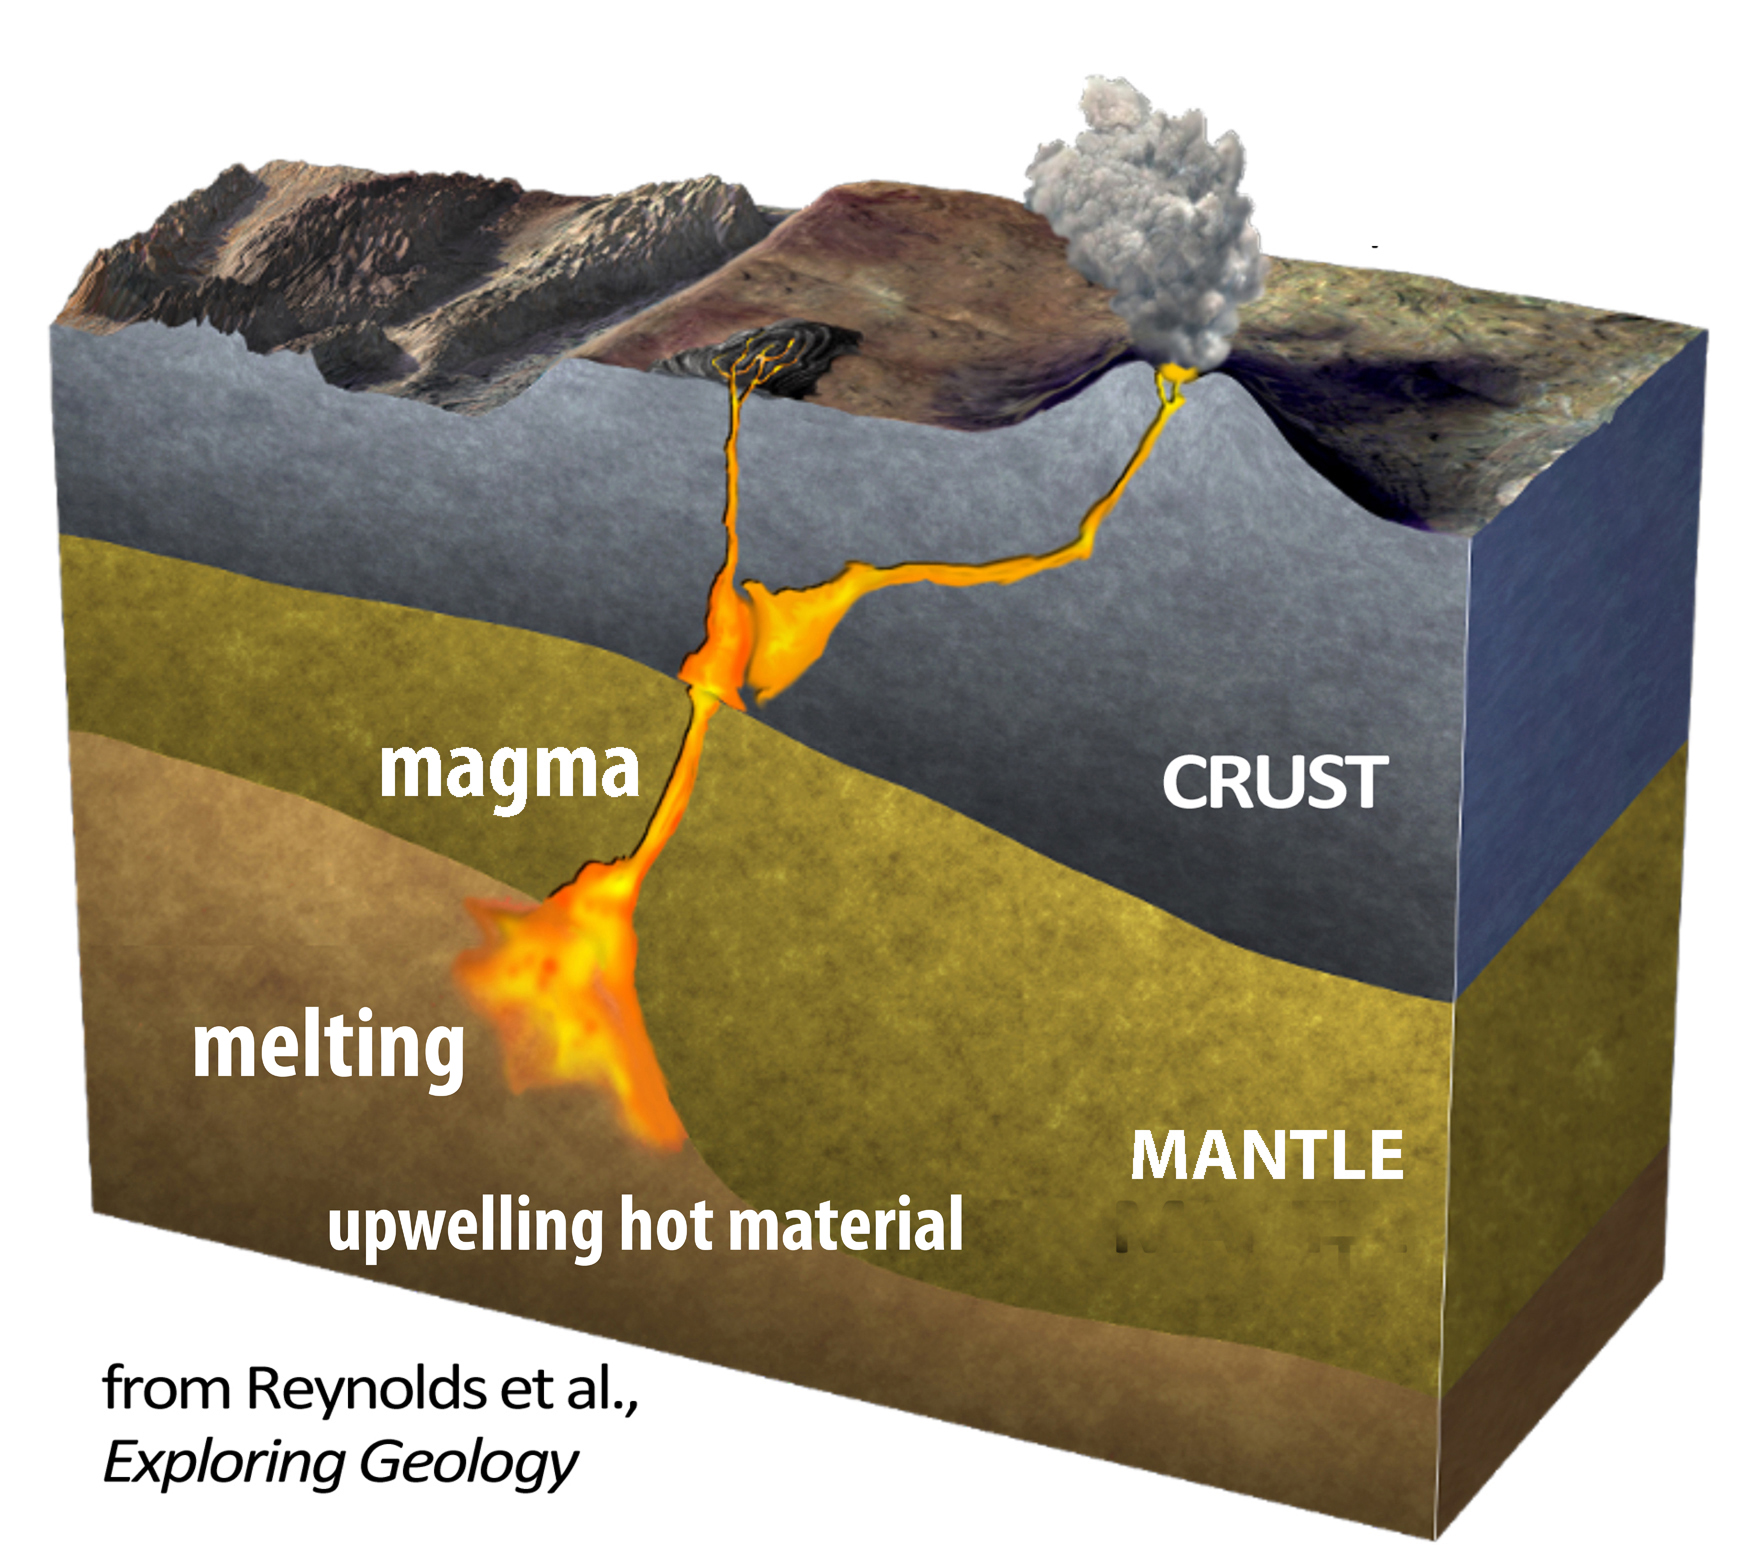 magma
CRUST
melting
MANTLE
upwelling hot material
from Reynolds et al.,
Exploring Geology